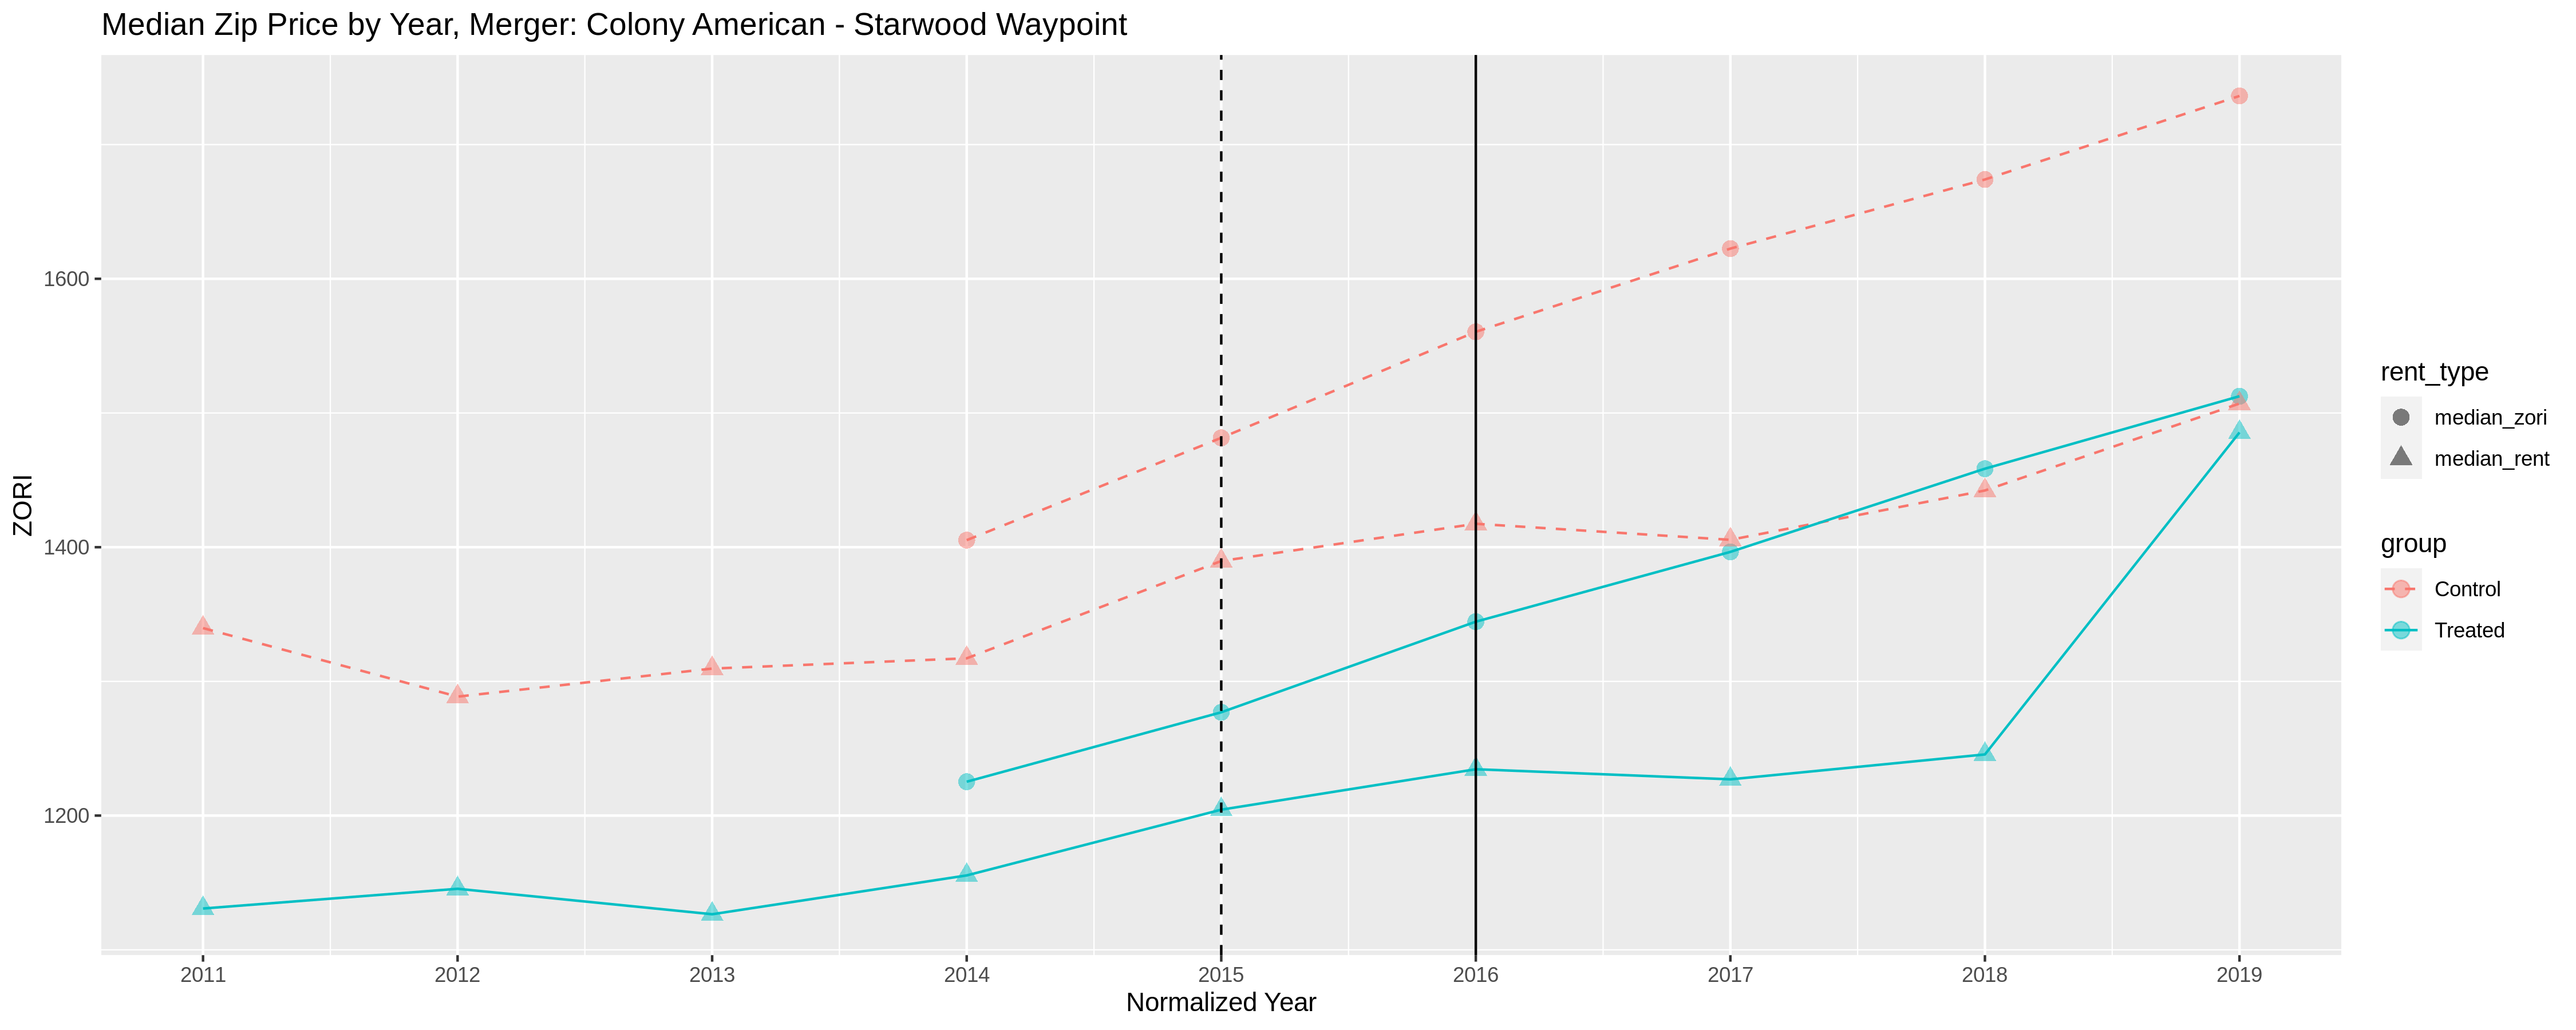 Median Zip Price by Year, Merger: Colony American - Starwood Waypoint
ZORI
1600
1400
1200
2011 2012 2013 2014 2015 2016 2017 2018 2019
Normalized Year
rent_type
median_zori
median_rent
group
Control
Treated